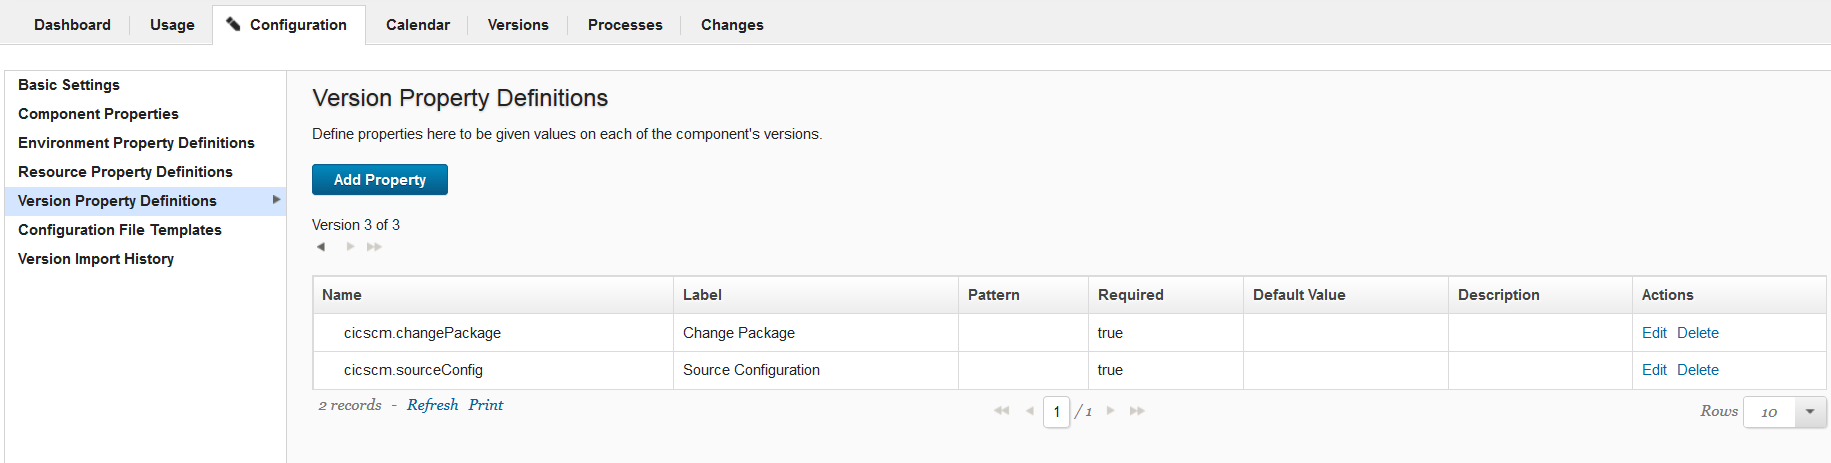 Dashboard Usage Configuration Calendar Versions Processes Changes
Basic Settings
Component Properties
Environment Property Definitions
Resource Property Definitions
Version Property Definitions
Configuration File Templates
Version Import History
Version Property Definitions
Define properties here to be given values on each of the component's versions.
Add Property
Version 3 of 3
Name Label Pattern Required Default Value Description Actions
cicscm.changePackage Change Package true Edit Delete
cicscm.sourceConfig Source Configuration true Edit Delete
2 records - Refresh Print 1 / 1 Rows 10